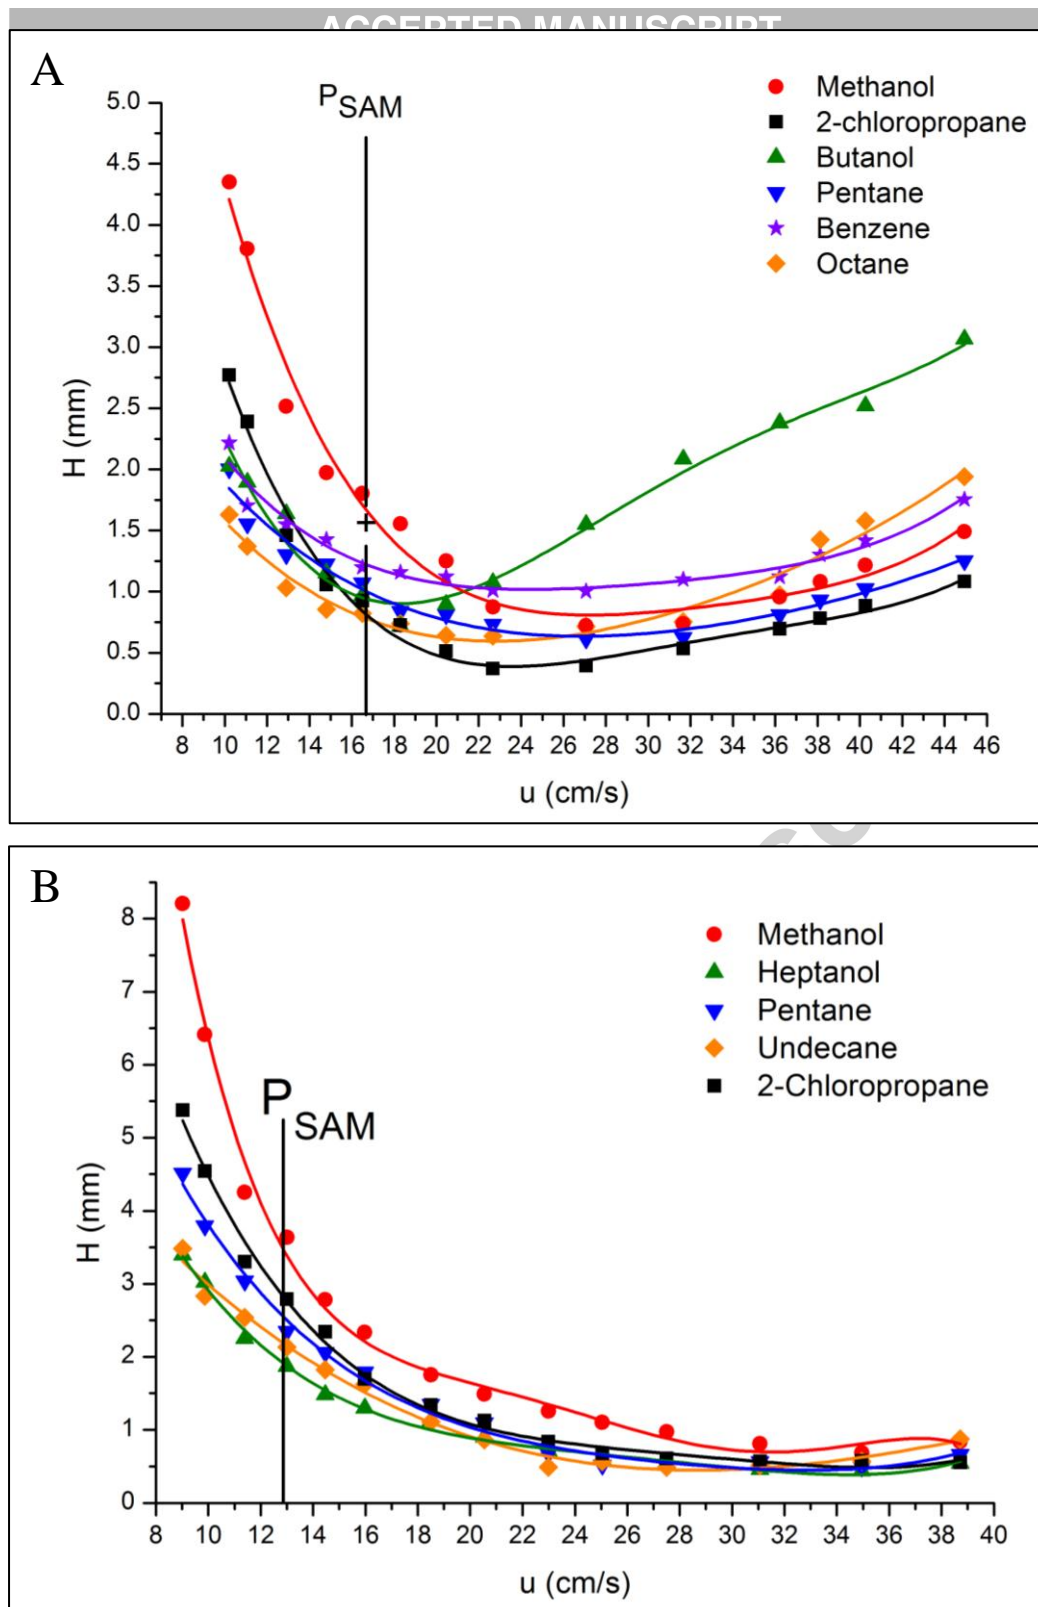 ACCEPTED MANUSCRIPT
A
PSAM
Methanol
2-chloropropane
Butanol
Pentane
Benzene
Octane
5.0
4.5
4.0
3.5
3.0
2.5
2.0
1.5
1.0
0.5
0.0
H (mm)
8 10 12 14 16 18 20 22 24 26 28 30 32 34 36 38 40 42 44 46
u (cm/s)
B
Methanol
Heptanol
Pentane
Undecane
2-Chloropropane
PSAM
8
7
6
5
4
3
2
1
0
H (mm)
8 10 12 14 16 18 20 22 24 26 28 30 32 34 36 38 40
u (cm/s)